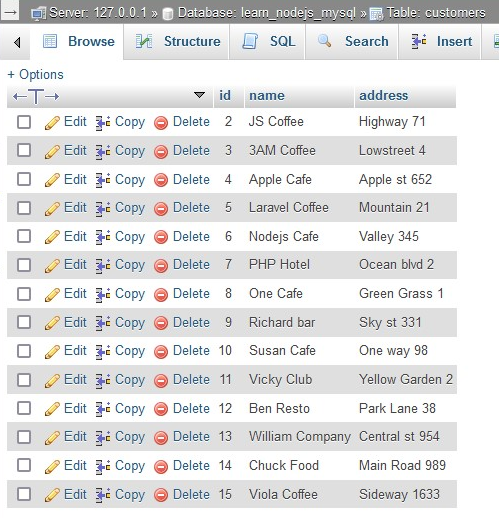 Server: 127.0.0.1 » Database: learn_nodejs_mysql » Table: customers
Browse Structure SQL Search Insert
+ Options
id name address
Edit Copy Delete 2 JS Coffee Highway 71
Edit Copy Delete 3 3AM Coffee Lowstreet 4
Edit Copy Delete 4 Apple Cafe Apple st 652
Edit Copy Delete 5 Laravel Coffee Mountain 21
Edit Copy Delete 6 Nodejs Cafe Valley 345
Edit Copy Delete 7 PHP Hotel Ocean blvd 2
Edit Copy Delete 8 One Cafe Green Grass 1
Edit Copy Delete 9 Richard bar Sky st 331
Edit Copy Delete 10 Susan Cafe One way 98
Edit Copy Delete 11 Vicky Club Yellow Garden 2
Edit Copy Delete 12 Ben Resto Park Lane 38
Edit Copy Delete 13 William Company Central st 954
Edit Copy Delete 14 Chuck Food Main Road 989
Edit Copy Delete 15 Viola Coffee Sideway 1633